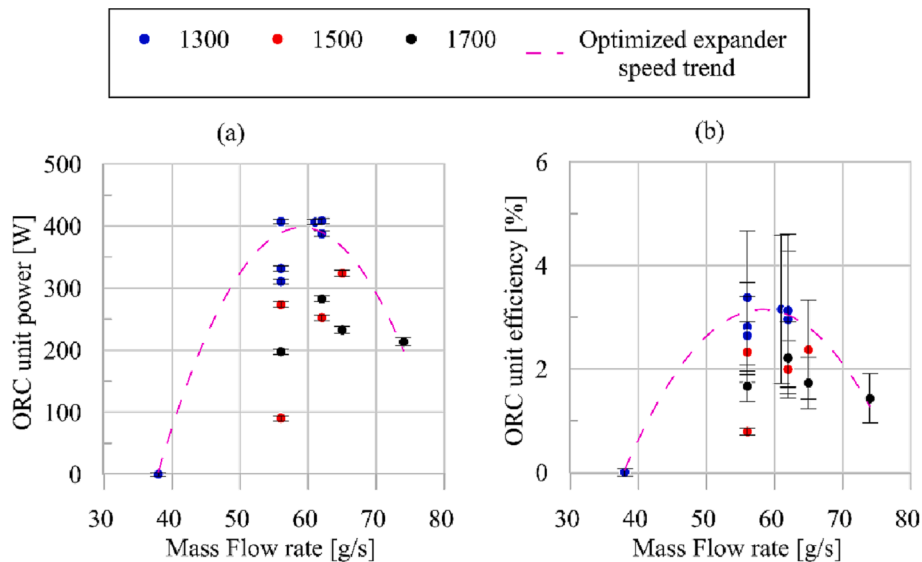 1300 1500 1700 Optimized expander
speed trend
(a)
(b)
ORC unit power [W]
500
400
300
200
100
0
30 40 50 60 70 80
Mass Flow rate [g/s]
ORC unit efficiency [%]
6
4
2
0
30 40 50 60 70 80
Mass Flow rate [g/s]